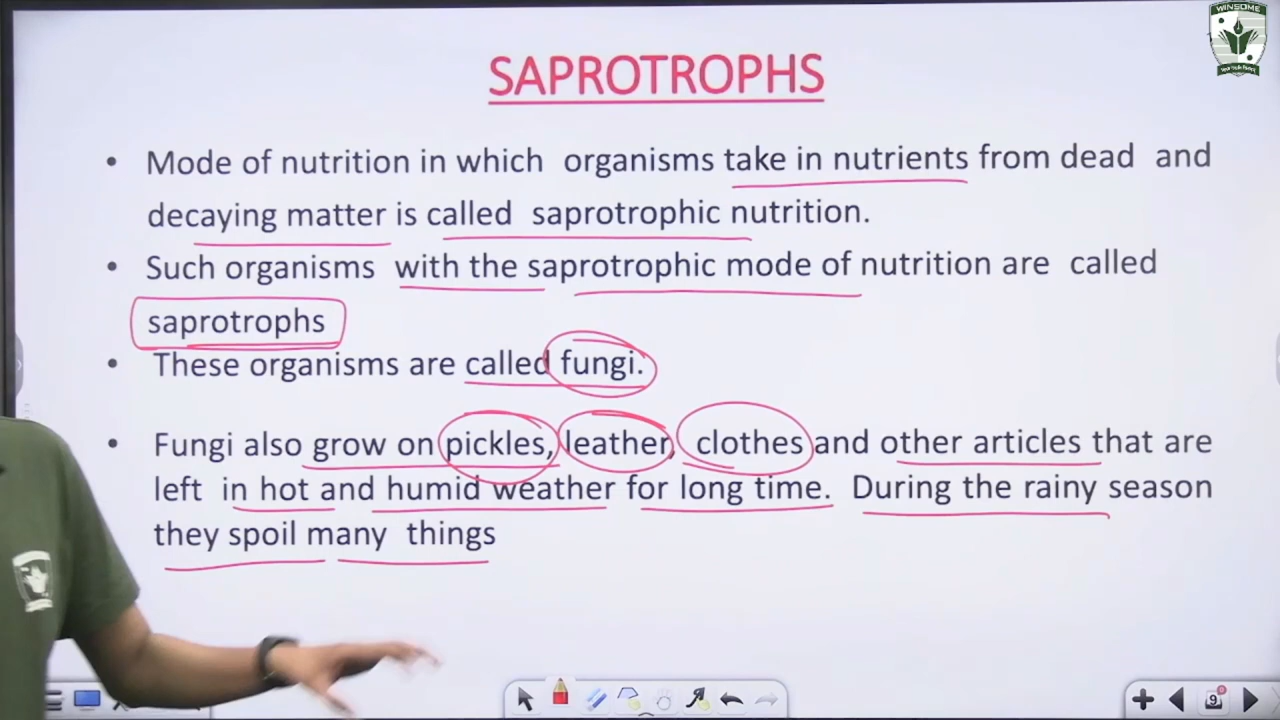 WINSOME
SAPROTROPHS
• Mode of nutrition in which organisms take in nutrients from dead and
decaying matter is called saprotrophic nutrition.
• Such organisms with the saprotrophic mode of nutrition are called
saprotrophs
• These organisms are called fungi.
• Fungi also grow on pickles, leather, clothes and other articles that are
left in hot and humid weather for long time. During the rainy season
they spoil many things
9